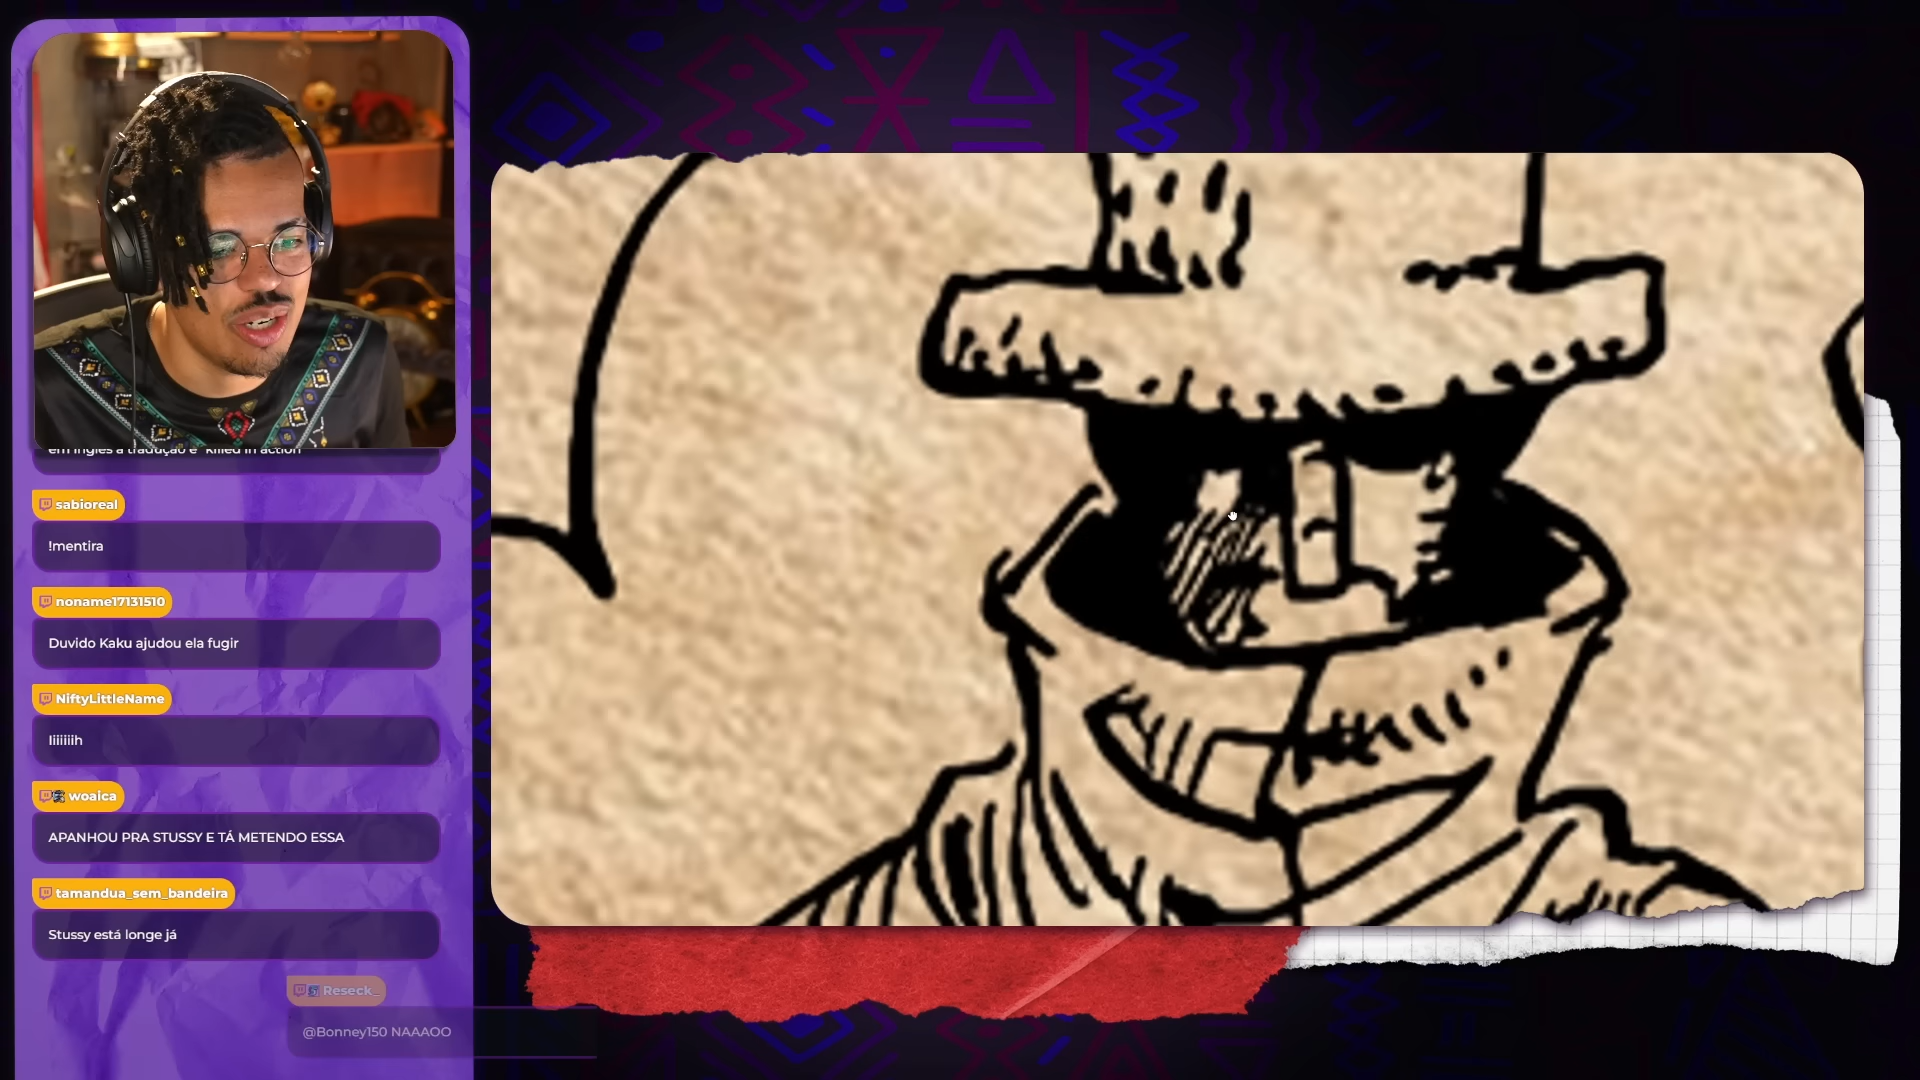 em inglês a tradução é "killed in action"
sabioreal
!mentira
noname17131510
Duvido Kaku ajudou ela fugir
NiftyLittleName
Iiiiiiih
woaica
APANHOU PRA STUSSY E TÁ METENDO ESSA
tamandua_sem_bandeira
Stussy está longe já
Reseck_
@Bonney150 NAAAOO